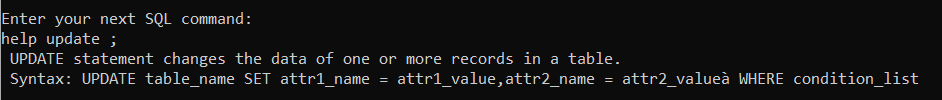 Enter your next SQL command:
help update ;
UPDATE statement changes the data of one or more records in a table.
Syntax: UPDATE table_name SET attr1_name = attr1_value,attr2_name = attr2_valueà WHERE condition_list